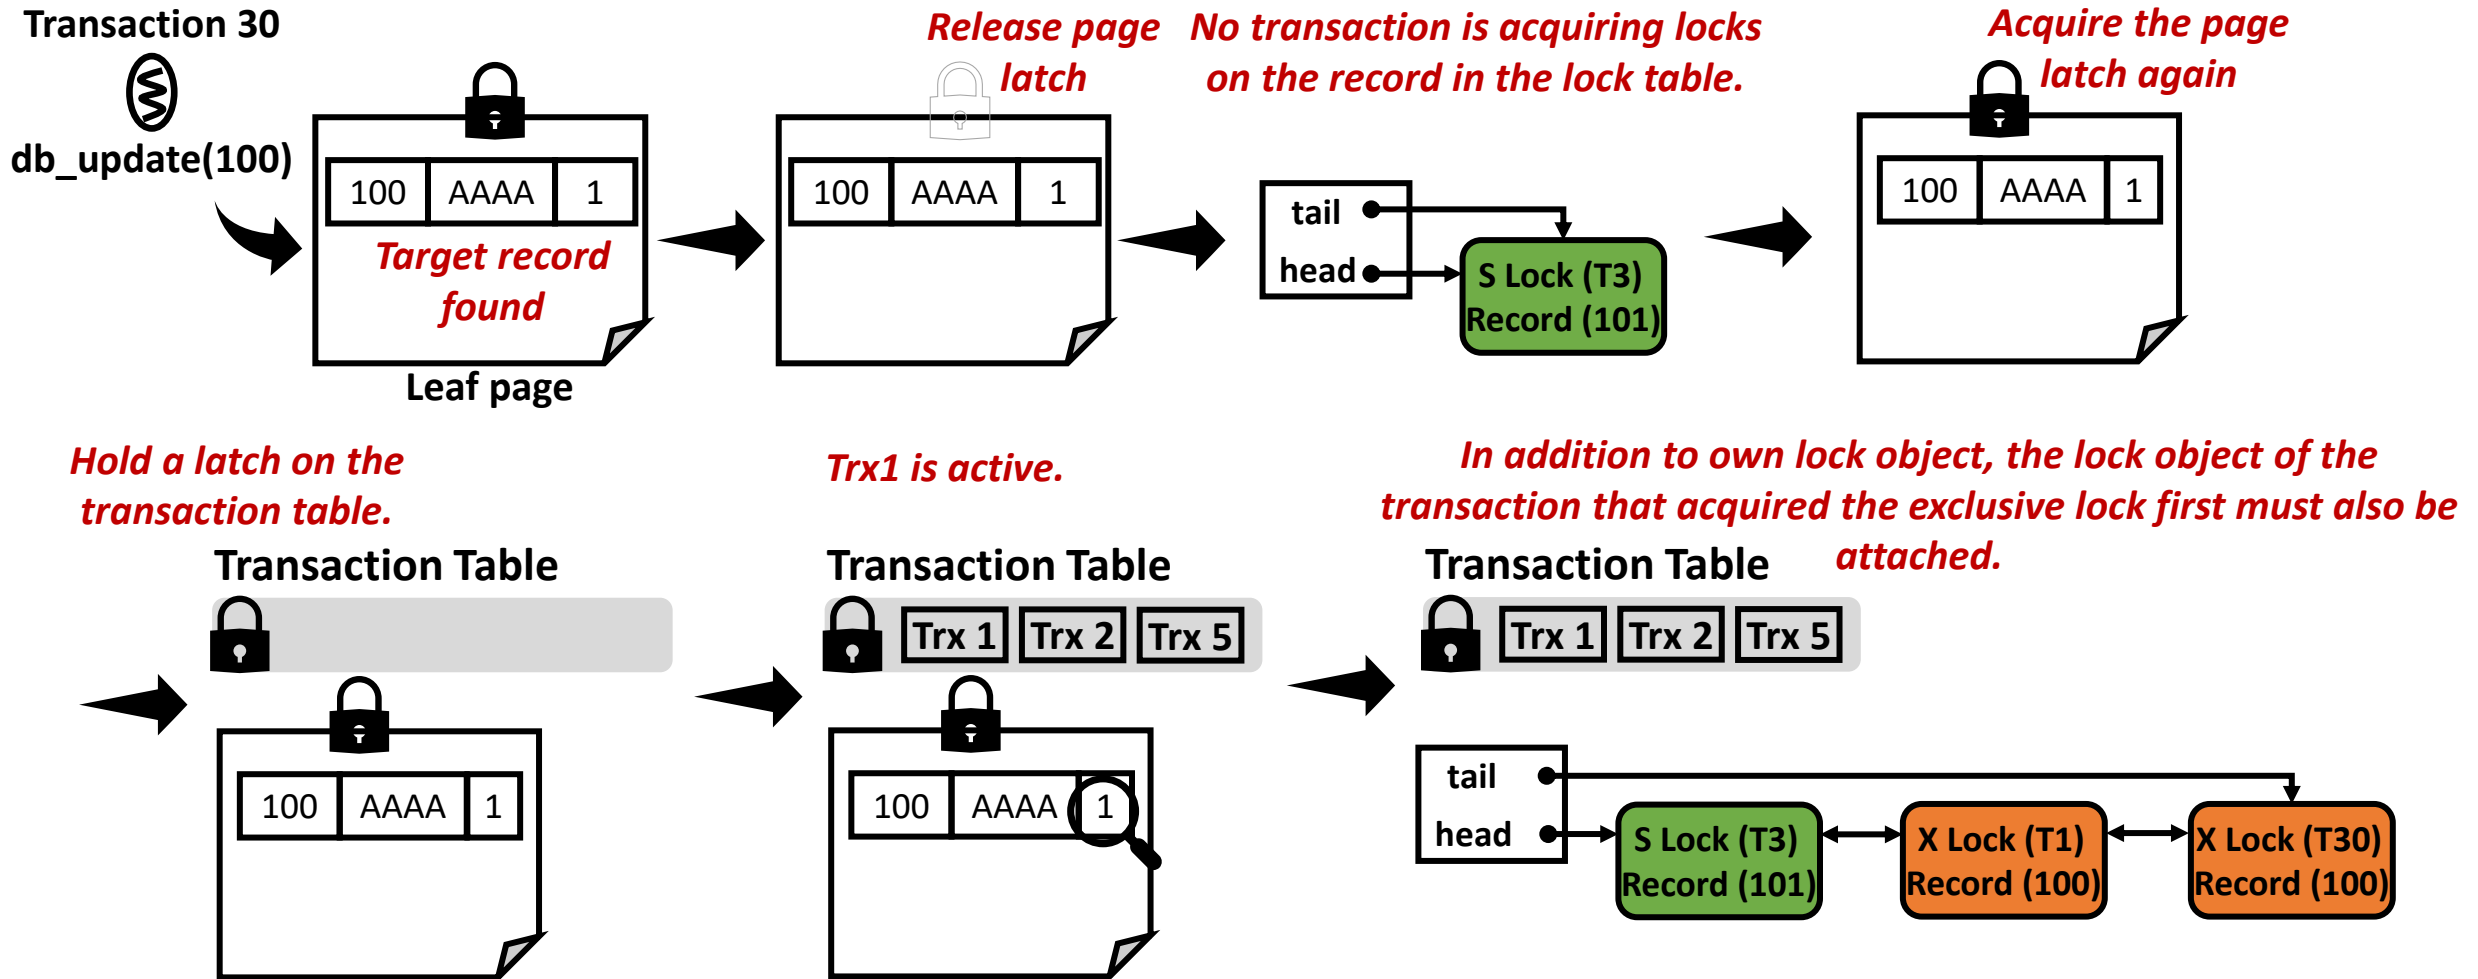 Transaction 30
db_update(100)
100 AAAA 1
Target record
found
Leaf page
Release page
latch
100 AAAA 1
No transaction is acquiring locks
on the record in the lock table.
tail
head
S Lock (T3)
Record (101)
Acquire the page
latch again
100 AAAA 1
Hold a latch on the
transaction table.
Transaction Table
100 AAAA 1
Trx1 is active.
Transaction Table
Trx 1 Trx 2 Trx 5
100 AAAA 1
In addition to own lock object, the lock object of the
transaction that acquired the exclusive lock first must also be
attached.
Transaction Table
Trx 1 Trx 2 Trx 5
tail
head
S Lock (T3)
Record (101)
X Lock (T1)
Record (100)
X Lock (T30)
Record (100)